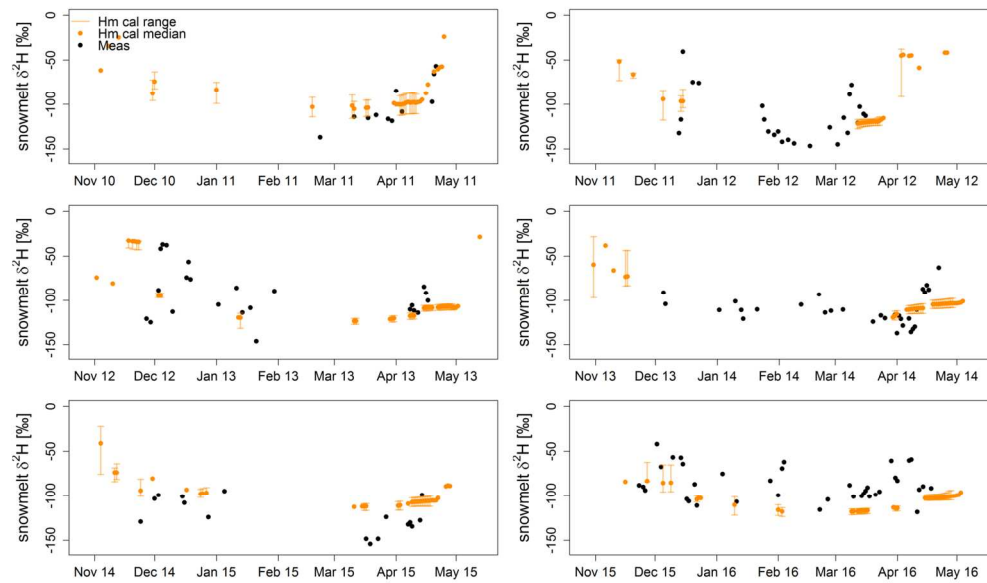 Hm cal range
Hm cal median
Meas
snowmelt δ²H [‰]
0
-50
-100
-150
Nov 10 Dec 10 Jan 11 Feb 11 Mar 11 Apr 11 May 11
snowmelt δ²H [‰]
0
-50
-100
-150
Nov 11 Dec 11 Jan 12 Feb 12 Mar 12 Apr 12 May 12
snowmelt δ²H [‰]
0
-50
-100
-150
Nov 12 Dec 12 Jan 13 Feb 13 Mar 13 Apr 13 May 13
snowmelt δ²H [‰]
0
-50
-100
-150
Nov 13 Dec 13 Jan 14 Feb 14 Mar 14 Apr 14 May 14
snowmelt δ²H [‰]
0
-50
-100
-150
Nov 14 Dec 14 Jan 15 Feb 15 Mar 15 Apr 15 May 15
snowmelt δ²H [‰]
0
-50
-100
-150
Nov 15 Dec 15 Jan 16 Feb 16 Mar 16 Apr 16 May 16